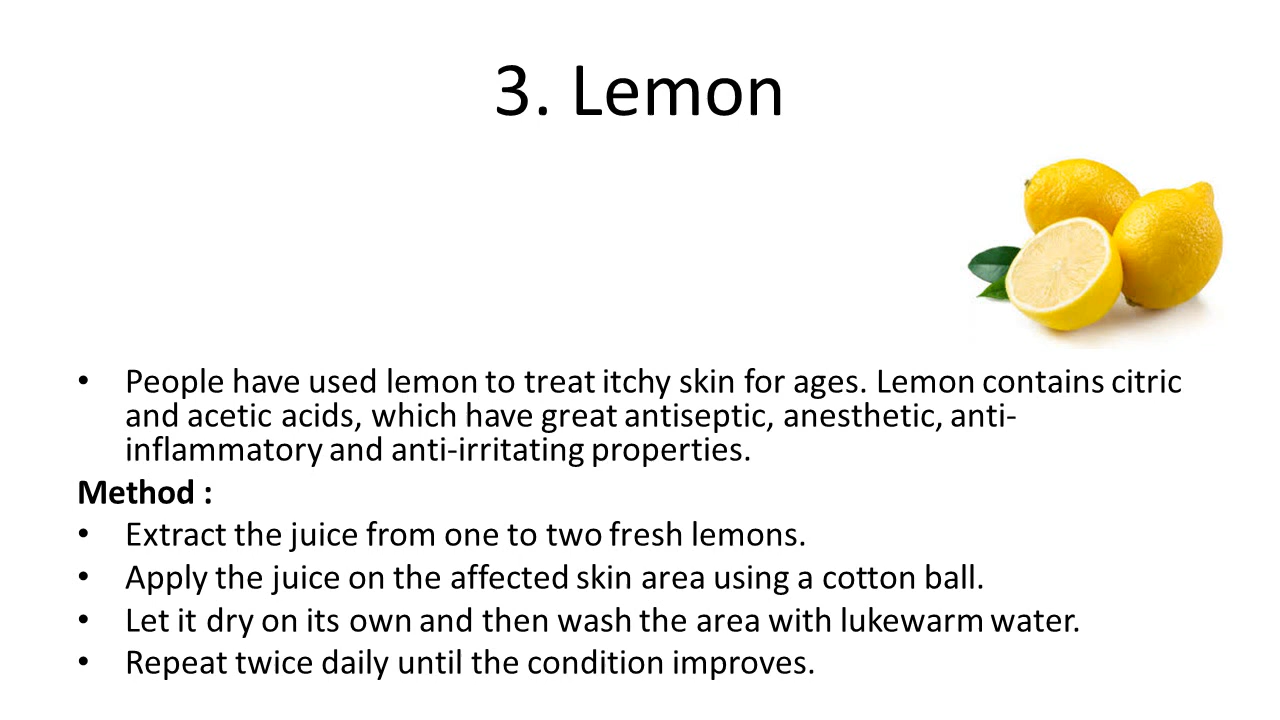 3. Lemon
• People have used lemon to treat itchy skin for ages. Lemon contains citric
and acetic acids, which have great antiseptic, anesthetic, anti-
inflammatory and anti-irritating properties.
Method :
• Extract the juice from one to two fresh lemons.
• Apply the juice on the affected skin area using a cotton ball.
• Let it dry on its own and then wash the area with lukewarm water.
• Repeat twice daily until the condition improves.